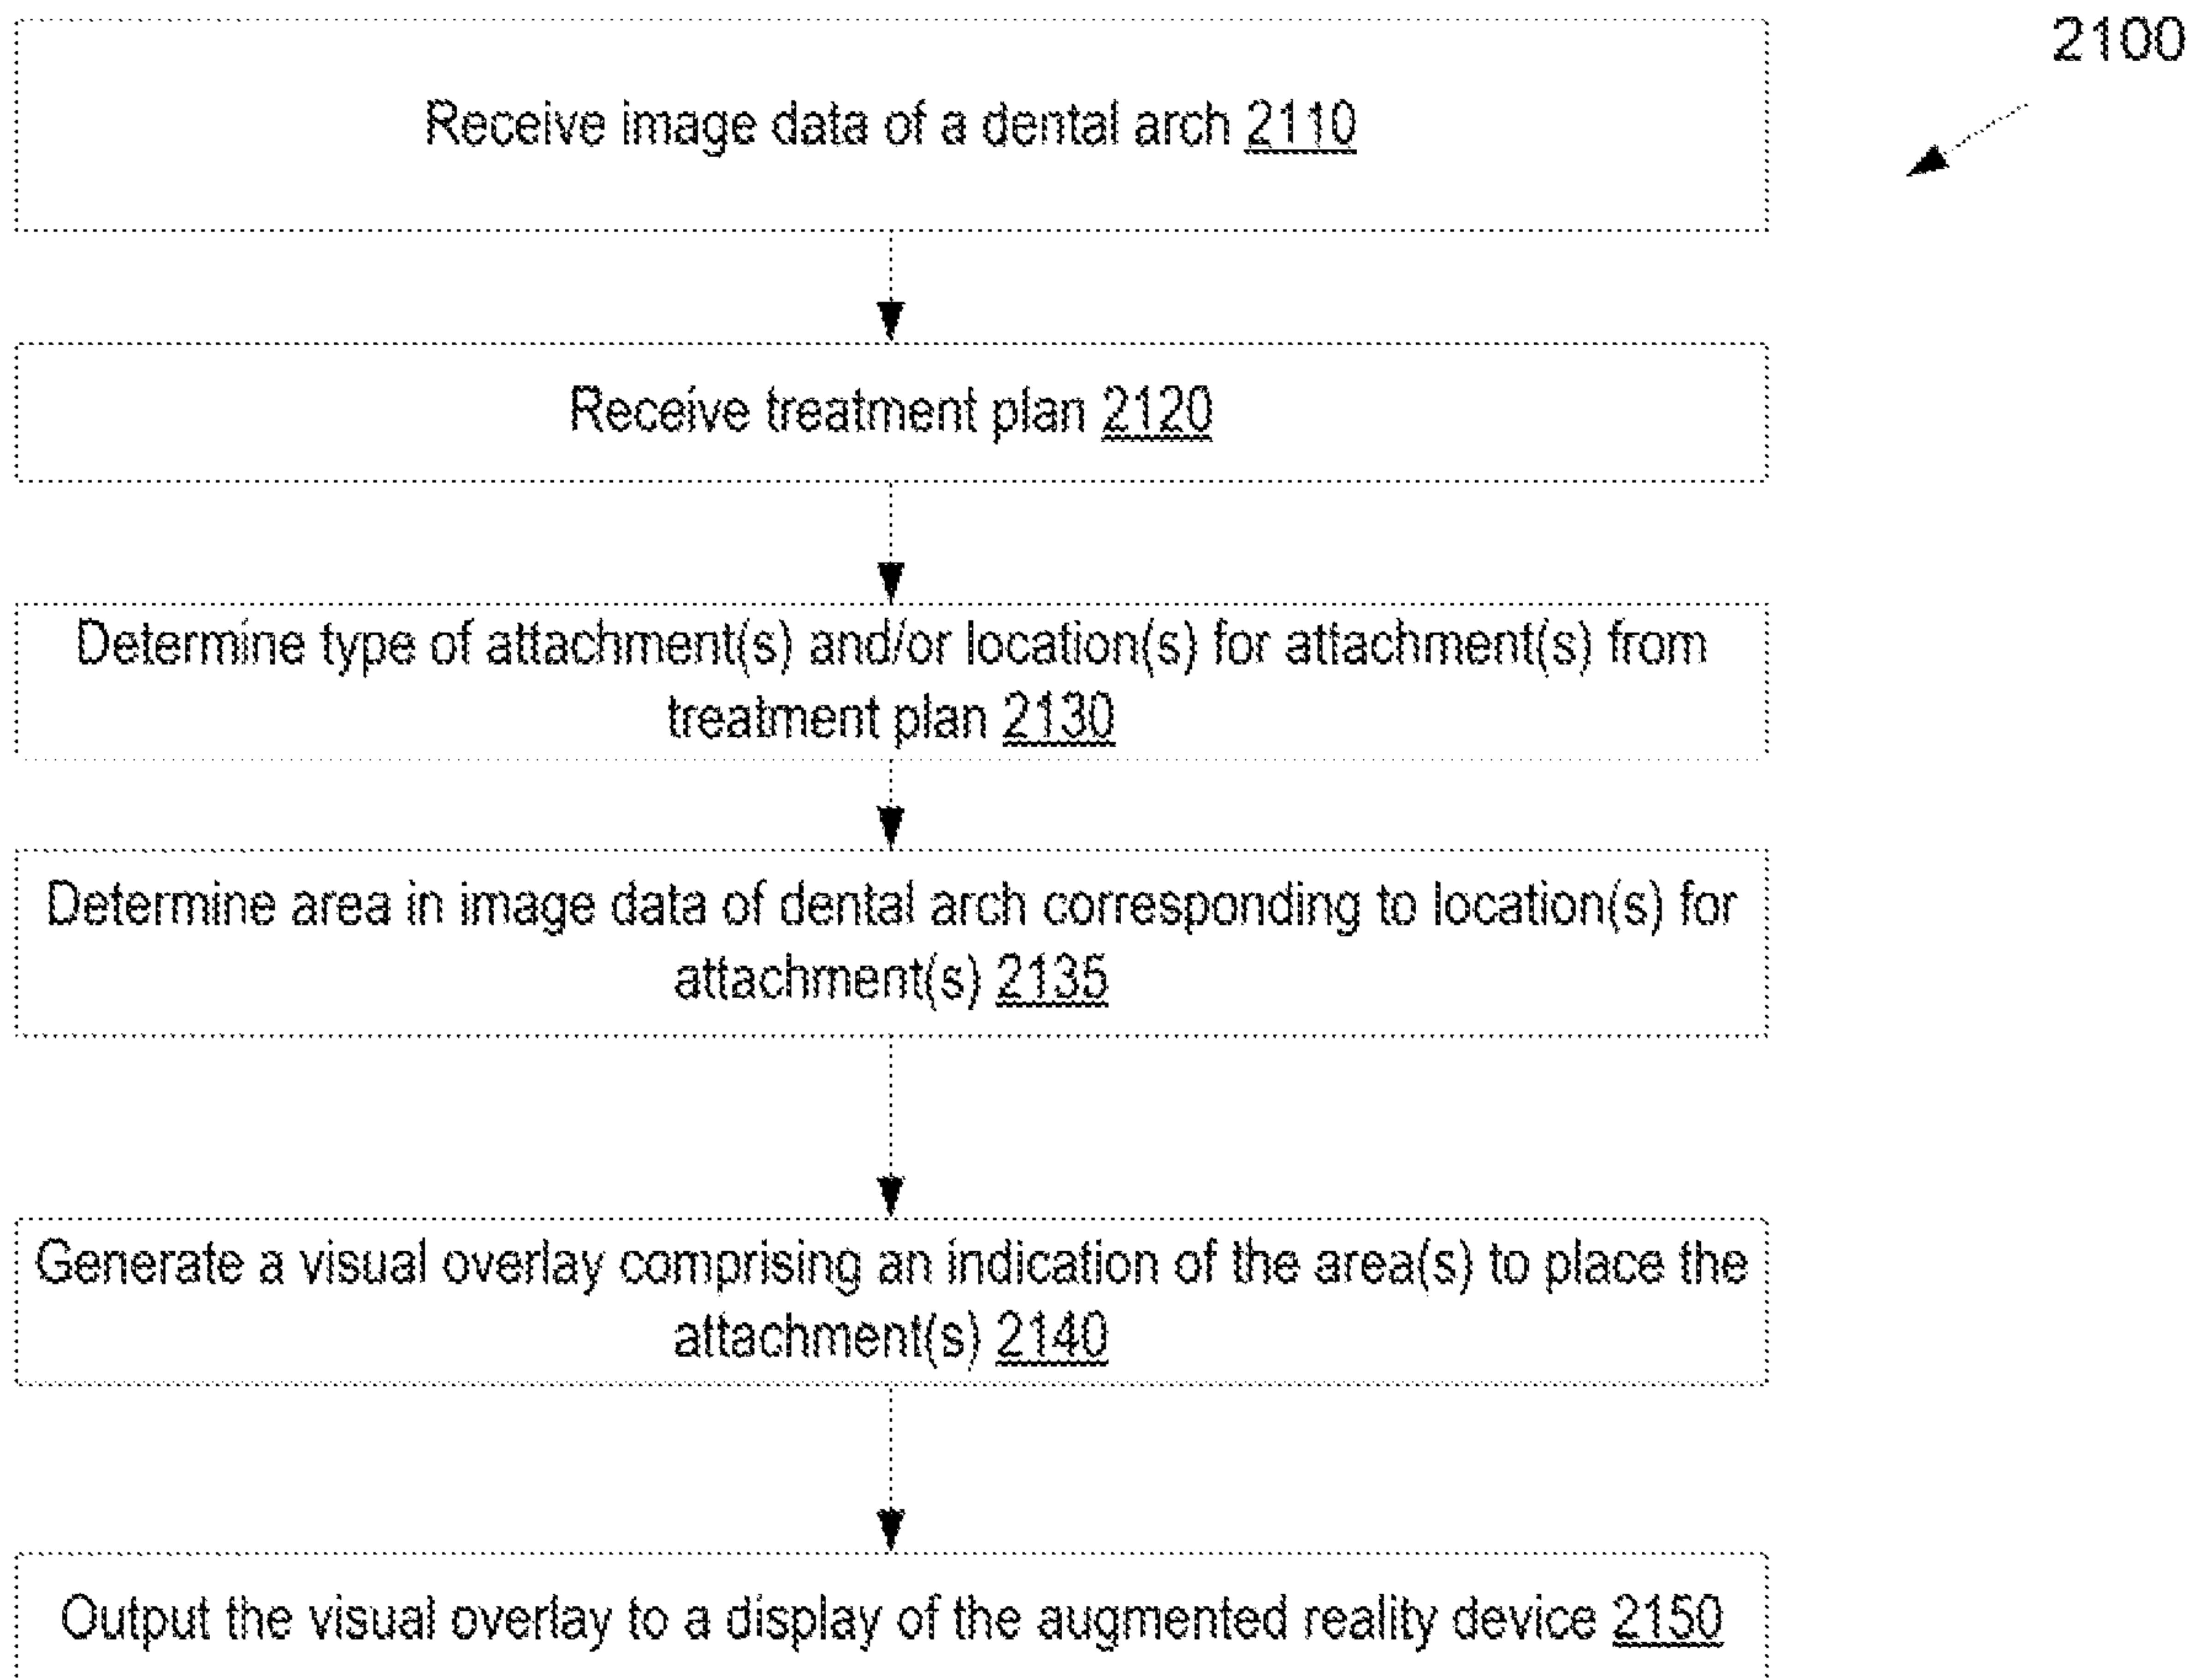 2100
Receive image data of a dental arch 2110
Receive treatment plan 2120
Determine type of attachment(s) and/or location(s) for attachment(s) from
treatment plan 2130
Determine area in image data of dental arch corresponding to location(s) for
attachment(s) 2135
Generate a visual overlay comprising an indication of the area(s) to place the
attachment(s) 2140
Output the visual overlay to a display of the augmented reality device 2150